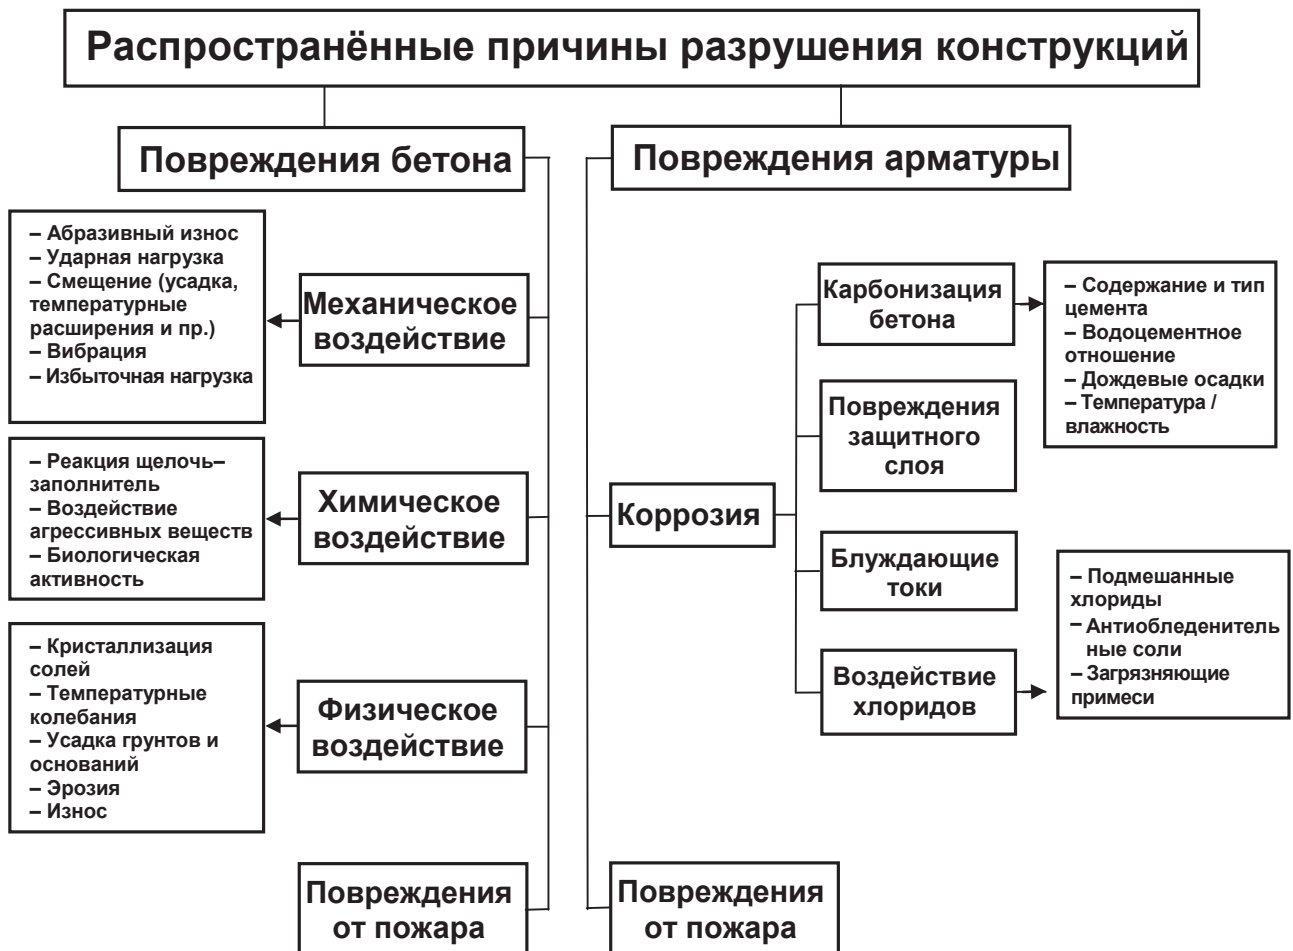 Распространённые причины разрушения конструкций
Повреждения бетона
– Абразивный износ
– Ударная нагрузка
– Смещение (усадка,
температурные
расширения и пр.)
– Вибрация
– Избыточная нагрузка
Механическое
воздействие
– Реакция щелочь–
заполнитель
– Воздействие
агрессивных веществ
– Биологическая
активность
Химическое
воздействие
– Кристаллизация
солей
– Температурные
колебания
– Усадка грунтов и
оснований
– Эрозия
– Износ
Физическое
воздействие
Повреждения
от пожара
Повреждения арматуры
Коррозия
Карбонизация
бетона
– Содержание и тип
цемента
– Водоцементное
отношение
– Дождевые осадки
– Температура /
влажность
Повреждения
защитного
слоя
Блуждающие
токи
Воздействие
хлоридов
– Подмешанные
хлориды
– Антиобледенитель
ные соли
– Загрязняющие
примеси
Повреждения
от пожара